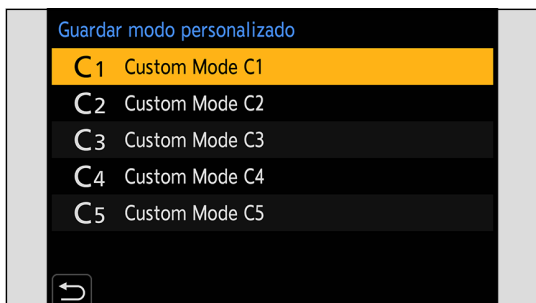 Guardar modo personalizado
C1 Custom Mode C1
C2 Custom Mode C2
C3 Custom Mode C3
C4 Custom Mode C4
C5 Custom Mode C5